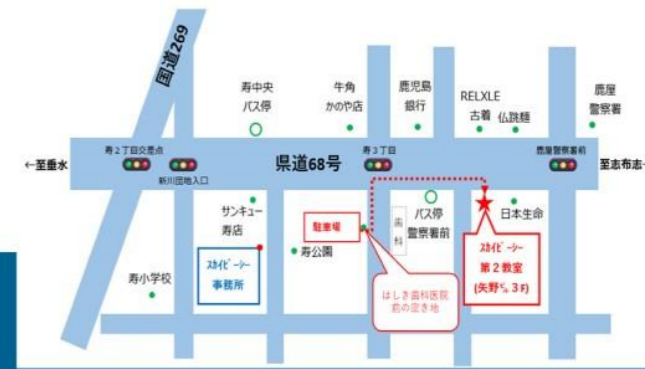 国道269
寿中央
バス停
牛角
かのや店
鹿児島
銀行
RELXLE
古着
仏跳麺
鹿屋
警察署
←至垂水
寿2丁目交差点
新川団地入口
県道68号
寿3丁目
鹿屋警察署前
至志布志→
サンキュー
寿店
駐車場
歯科
バス停
警察署前
日本生命
寿公園
スカイピーシー
事務所
スカイピーシー
第2教室
(矢野ビル3F)
寿小学校
はしき歯科医院
前の空き地